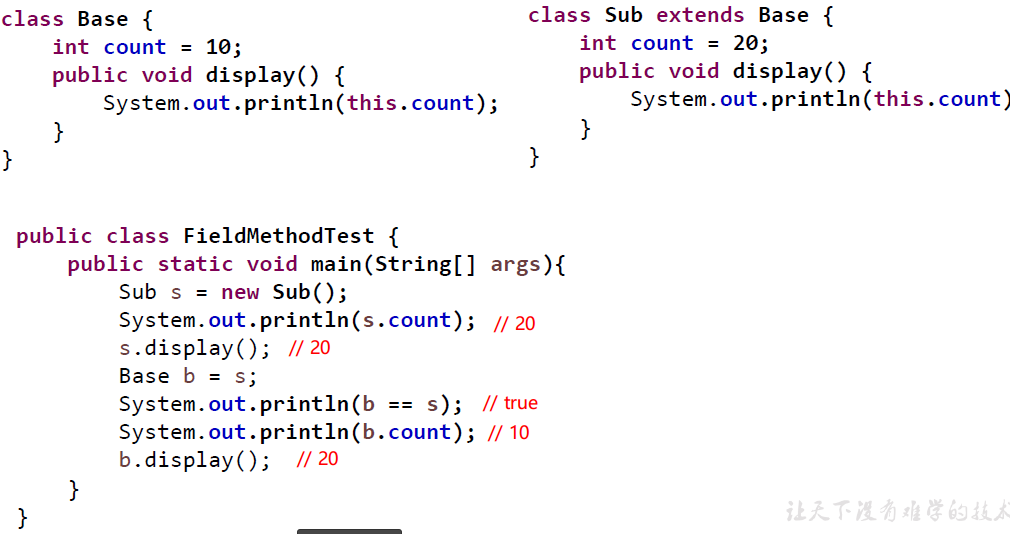 class Base {
    int count = 10;
    public void display() {
        System.out.println(this.count);
    }
}
class Sub extends Base {
    int count = 20;
    public void display() {
        System.out.println(this.count)
    }
}
public class FieldMethodTest {
    public static void main(String[] args){
        Sub s = new Sub();
        System.out.println(s.count); // 20
        s.display(); // 20
        Base b = s;
        System.out.println(b == s); // true
        System.out.println(b.count); // 10
        b.display(); // 20
    }
}
让天下没有难学的技术